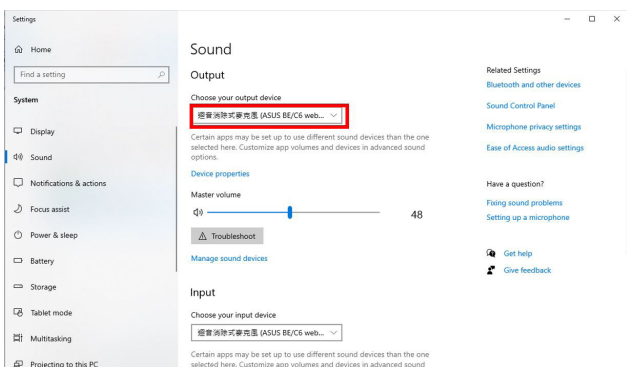 Settings
Home
Find a setting
System
Display
Sound
Notifications & actions
Focus assist
Power & sleep
Battery
Storage
Tablet mode
Multitasking
Projecting to this PC
Sound
Output
Choose your output device
迴音消除式麥克風 (ASUS BE/C6 web...
Certain apps may be set up to use different sound devices than the one
selected here. Customize app volumes and devices in advanced sound
options.
Device properties
Master volume
48
Troubleshoot
Manage sound devices
Input
Choose your input device
迴音消除式麥克風 (ASUS BE/C6 web...
Certain apps may be set up to use different sound devices than the one
selected here. Customize app volumes and devices in advanced sound
Related Settings
Bluetooth and other devices
Sound Control Panel
Microphone privacy settings
Ease of Access audio settings
Have a question?
Fixing sound problems
Setting up a microphone
Get help
Give feedback